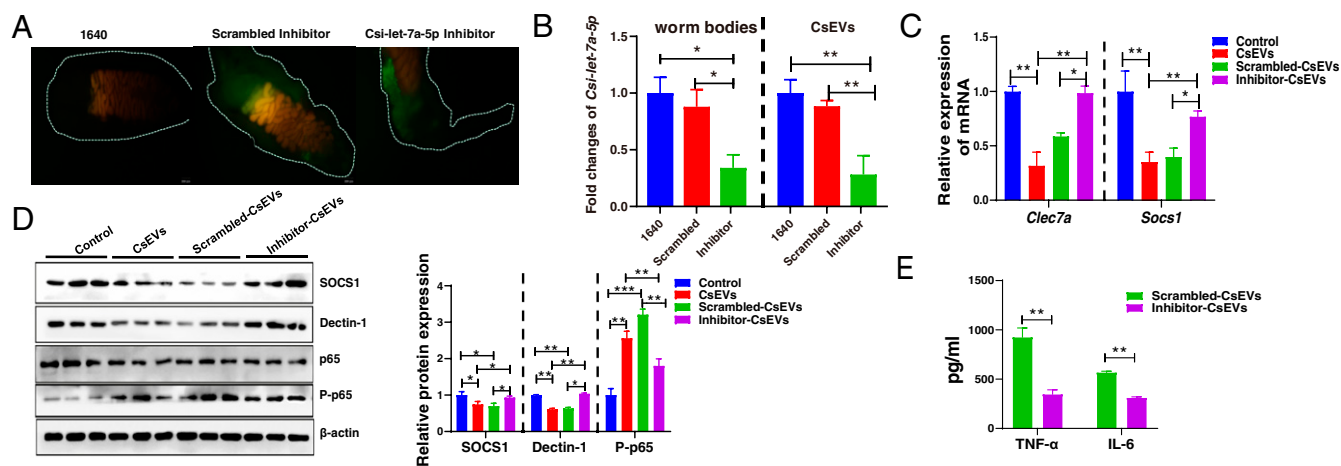 A
1640
Scrambled Inhibitor
Csi-let-7a-5p Inhibitor
B
Fold changes of Csi-let-7a-5p
worm bodies
CsEVs
1.5
1.0
0.5
0.0
*
*
**
**
1640
Scrambled
Inhibitor
1640
Scrambled
Inhibitor
C
Relative expression
of mRNA
1.5
1.0
0.5
0.0
**
**
*
**
**
*
Clec7a
Socs1
Control
CsEVs
Scrambled-CsEVs
Inhibitor-CsEVs
D
Control
CsEVs
Scrambled-CsEVs
Inhibitor-CsEVs
SOCS1
Dectin-1
p65
P-p65
β-actin
Relative protein expression
4
3
2
1
0
*
*
*
*
**
**
**
*
***
**
**
**
SOCS1
Dectin-1
P-p65
Control
CsEVs
Scrambled-CsEVs
Inhibitor-CsEVs
E
pg/ml
1500
1000
500
0
**
**
TNF-α
IL-6
Scrambled-CsEVs
Inhibitor-CsEVs